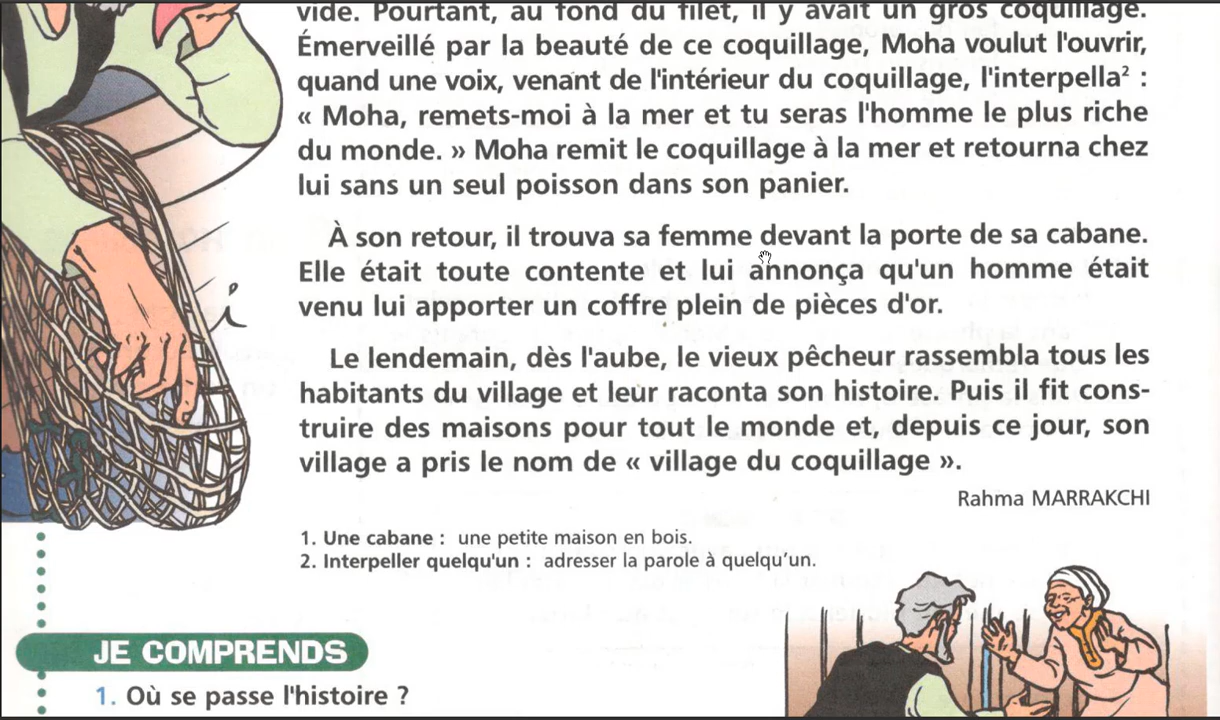 vide. Pourtant, au fond du filet, il y avait un gros coquillage.
Émerveillé par la beauté de ce coquillage, Moha voulut l'ouvrir,
quand une voix, venant de l'intérieur du coquillage, l'interpella² :
« Moha, remets-moi à la mer et tu seras l'homme le plus riche
du monde. » Moha remit le coquillage à la mer et retourna chez
lui sans un seul poisson dans son panier.
À son retour, il trouva sa femme devant la porte de sa cabane.
Elle était toute contente et lui annonça qu'un homme était
venu lui apporter un coffre plein de pièces d'or.
i
Le lendemain, dès l'aube, le vieux pêcheur rassembla tous les
habitants du village et leur raconta son histoire. Puis il fit cons-
truire des maisons pour tout le monde et, depuis ce jour, son
village a pris le nom de « village du coquillage ».
Rahma MARRAKCHI
1. Une cabane : une petite maison en bois.
2. Interpeller quelqu'un : adresser la parole à quelqu'un.
JE COMPRENDS
1. Où se passe l'histoire ?